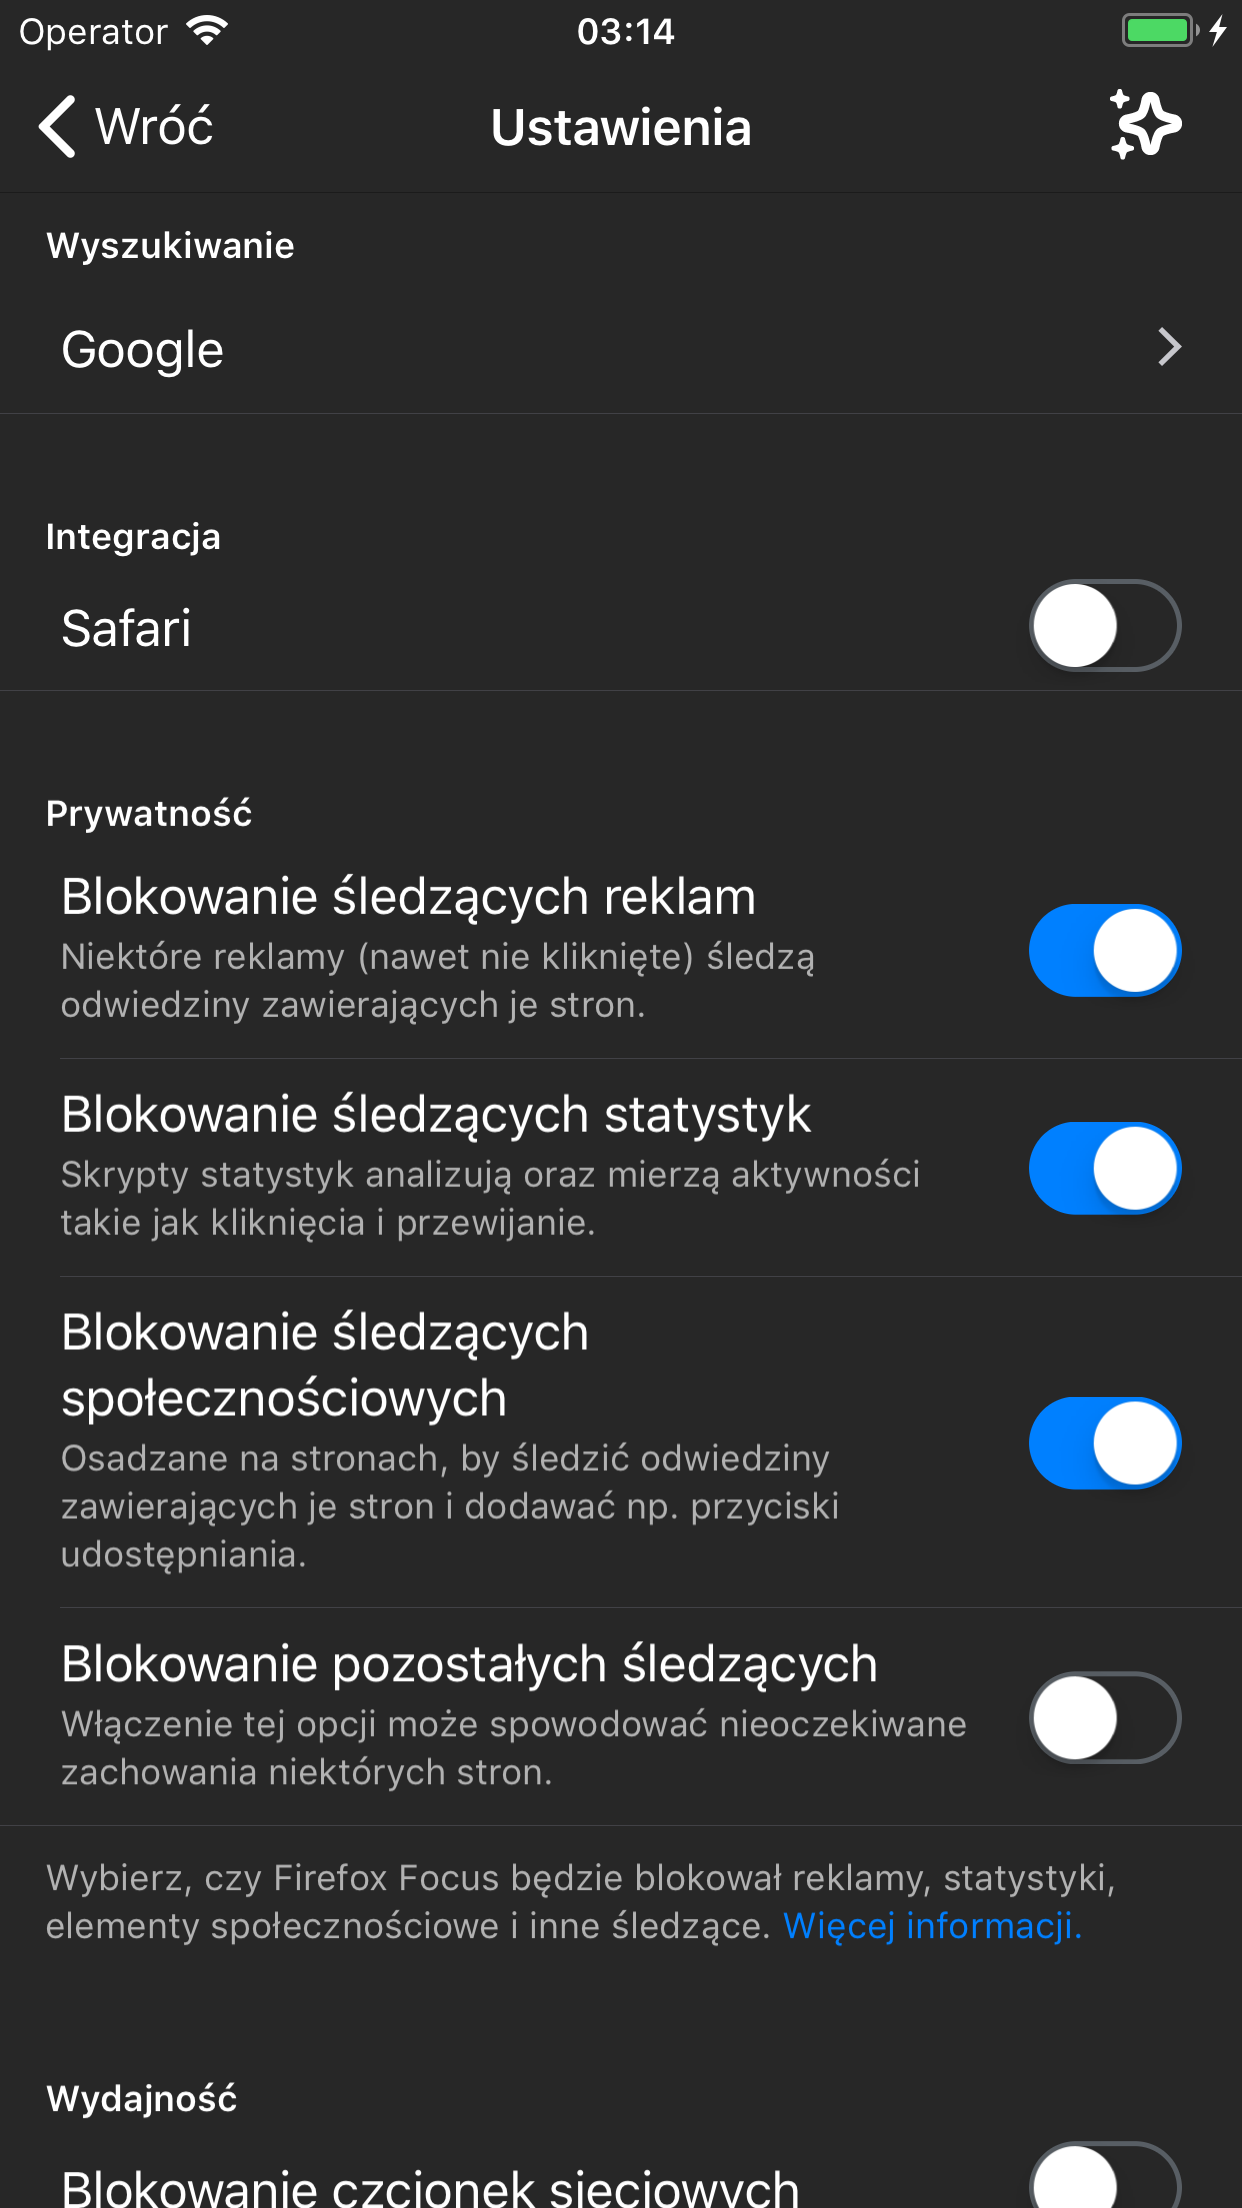 Operator
03:14
Wróć
Ustawienia
Wyszukiwanie
Google
Integracja
Safari
Prywatność
Blokowanie śledzących reklam
Niektóre reklamy (nawet nie kliknięte) śledzą
odwiedziny zawierających je stron.
Blokowanie śledzących statystyk
Skrypty statystyk analizują oraz mierzą aktywności
takie jak kliknięcia i przewijanie.
Blokowanie śledzących
społecznościowych
Osadzane na stronach, by śledzić odwiedziny
zawierających je stron i dodawać np. przyciski
udostępniania.
Blokowanie pozostałych śledzących
Włączenie tej opcji może spowodować nieoczekiwane
zachowania niektórych stron.
Wybierz, czy Firefox Focus będzie blokował reklamy, statystyki,
elementy społecznościowe i inne śledzące. Więcej informacji.
Wydajność
Blokowanie czcionek sieciowych